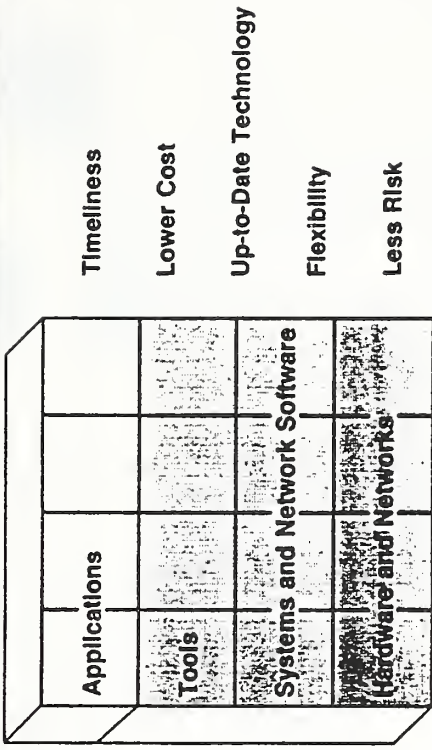 Applications
Tools
Systems and Network Software
Hardware and Networks
Timeliness
Lower Cost
Up-to-Date Technology
Flexibility
Less Risk